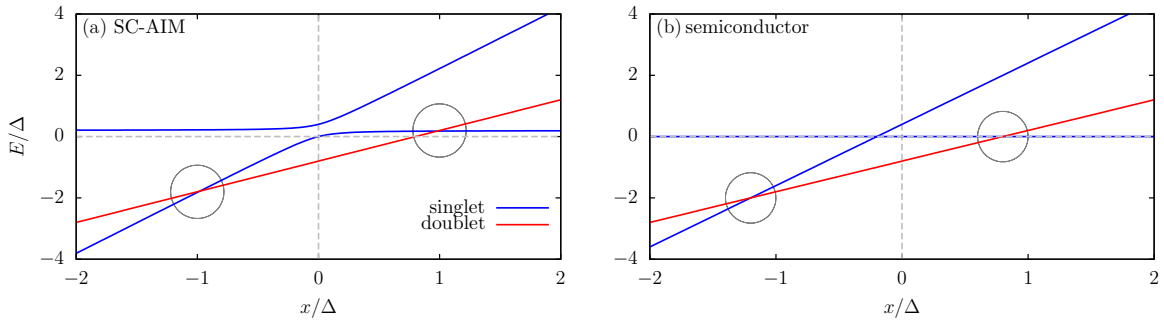 (a) SC-AIM
4
2
0
−2
−4
E/Δ
singlet
doublet
−2 −1 0 1 2
x/Δ
(b) semiconductor
4
2
0
−2
−4
−2 −1 0 1 2
x/Δ